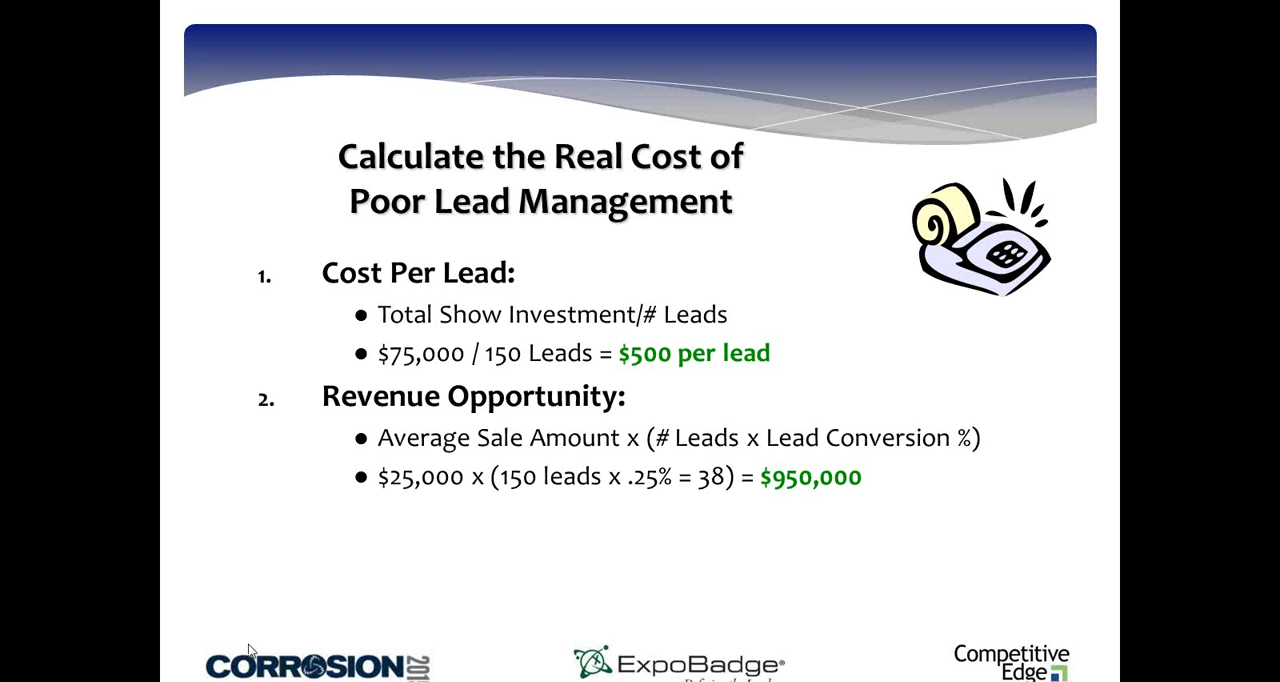 Calculate the Real Cost of
Poor Lead Management
1. Cost Per Lead:
● Total Show Investment/# Leads
● $75,000 / 150 Leads = $500 per lead
2. Revenue Opportunity:
● Average Sale Amount x (# Leads x Lead Conversion %)
● $25,000 x (150 leads x .25% = 38) = $950,000
CORROSION
ExpoBadge®
Competitive
Edge